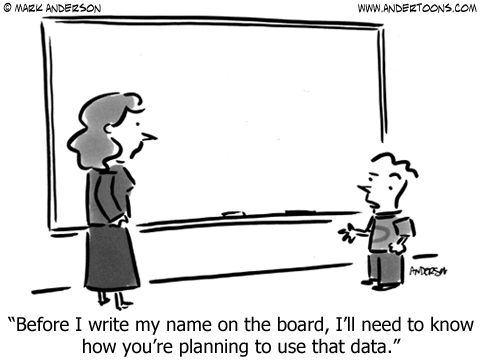 © MARK ANDERSON
WWW.ANDERTOONS.COM
ANDERSON
“Before I write my name on the board, I’ll need to know
how you’re planning to use that data.”